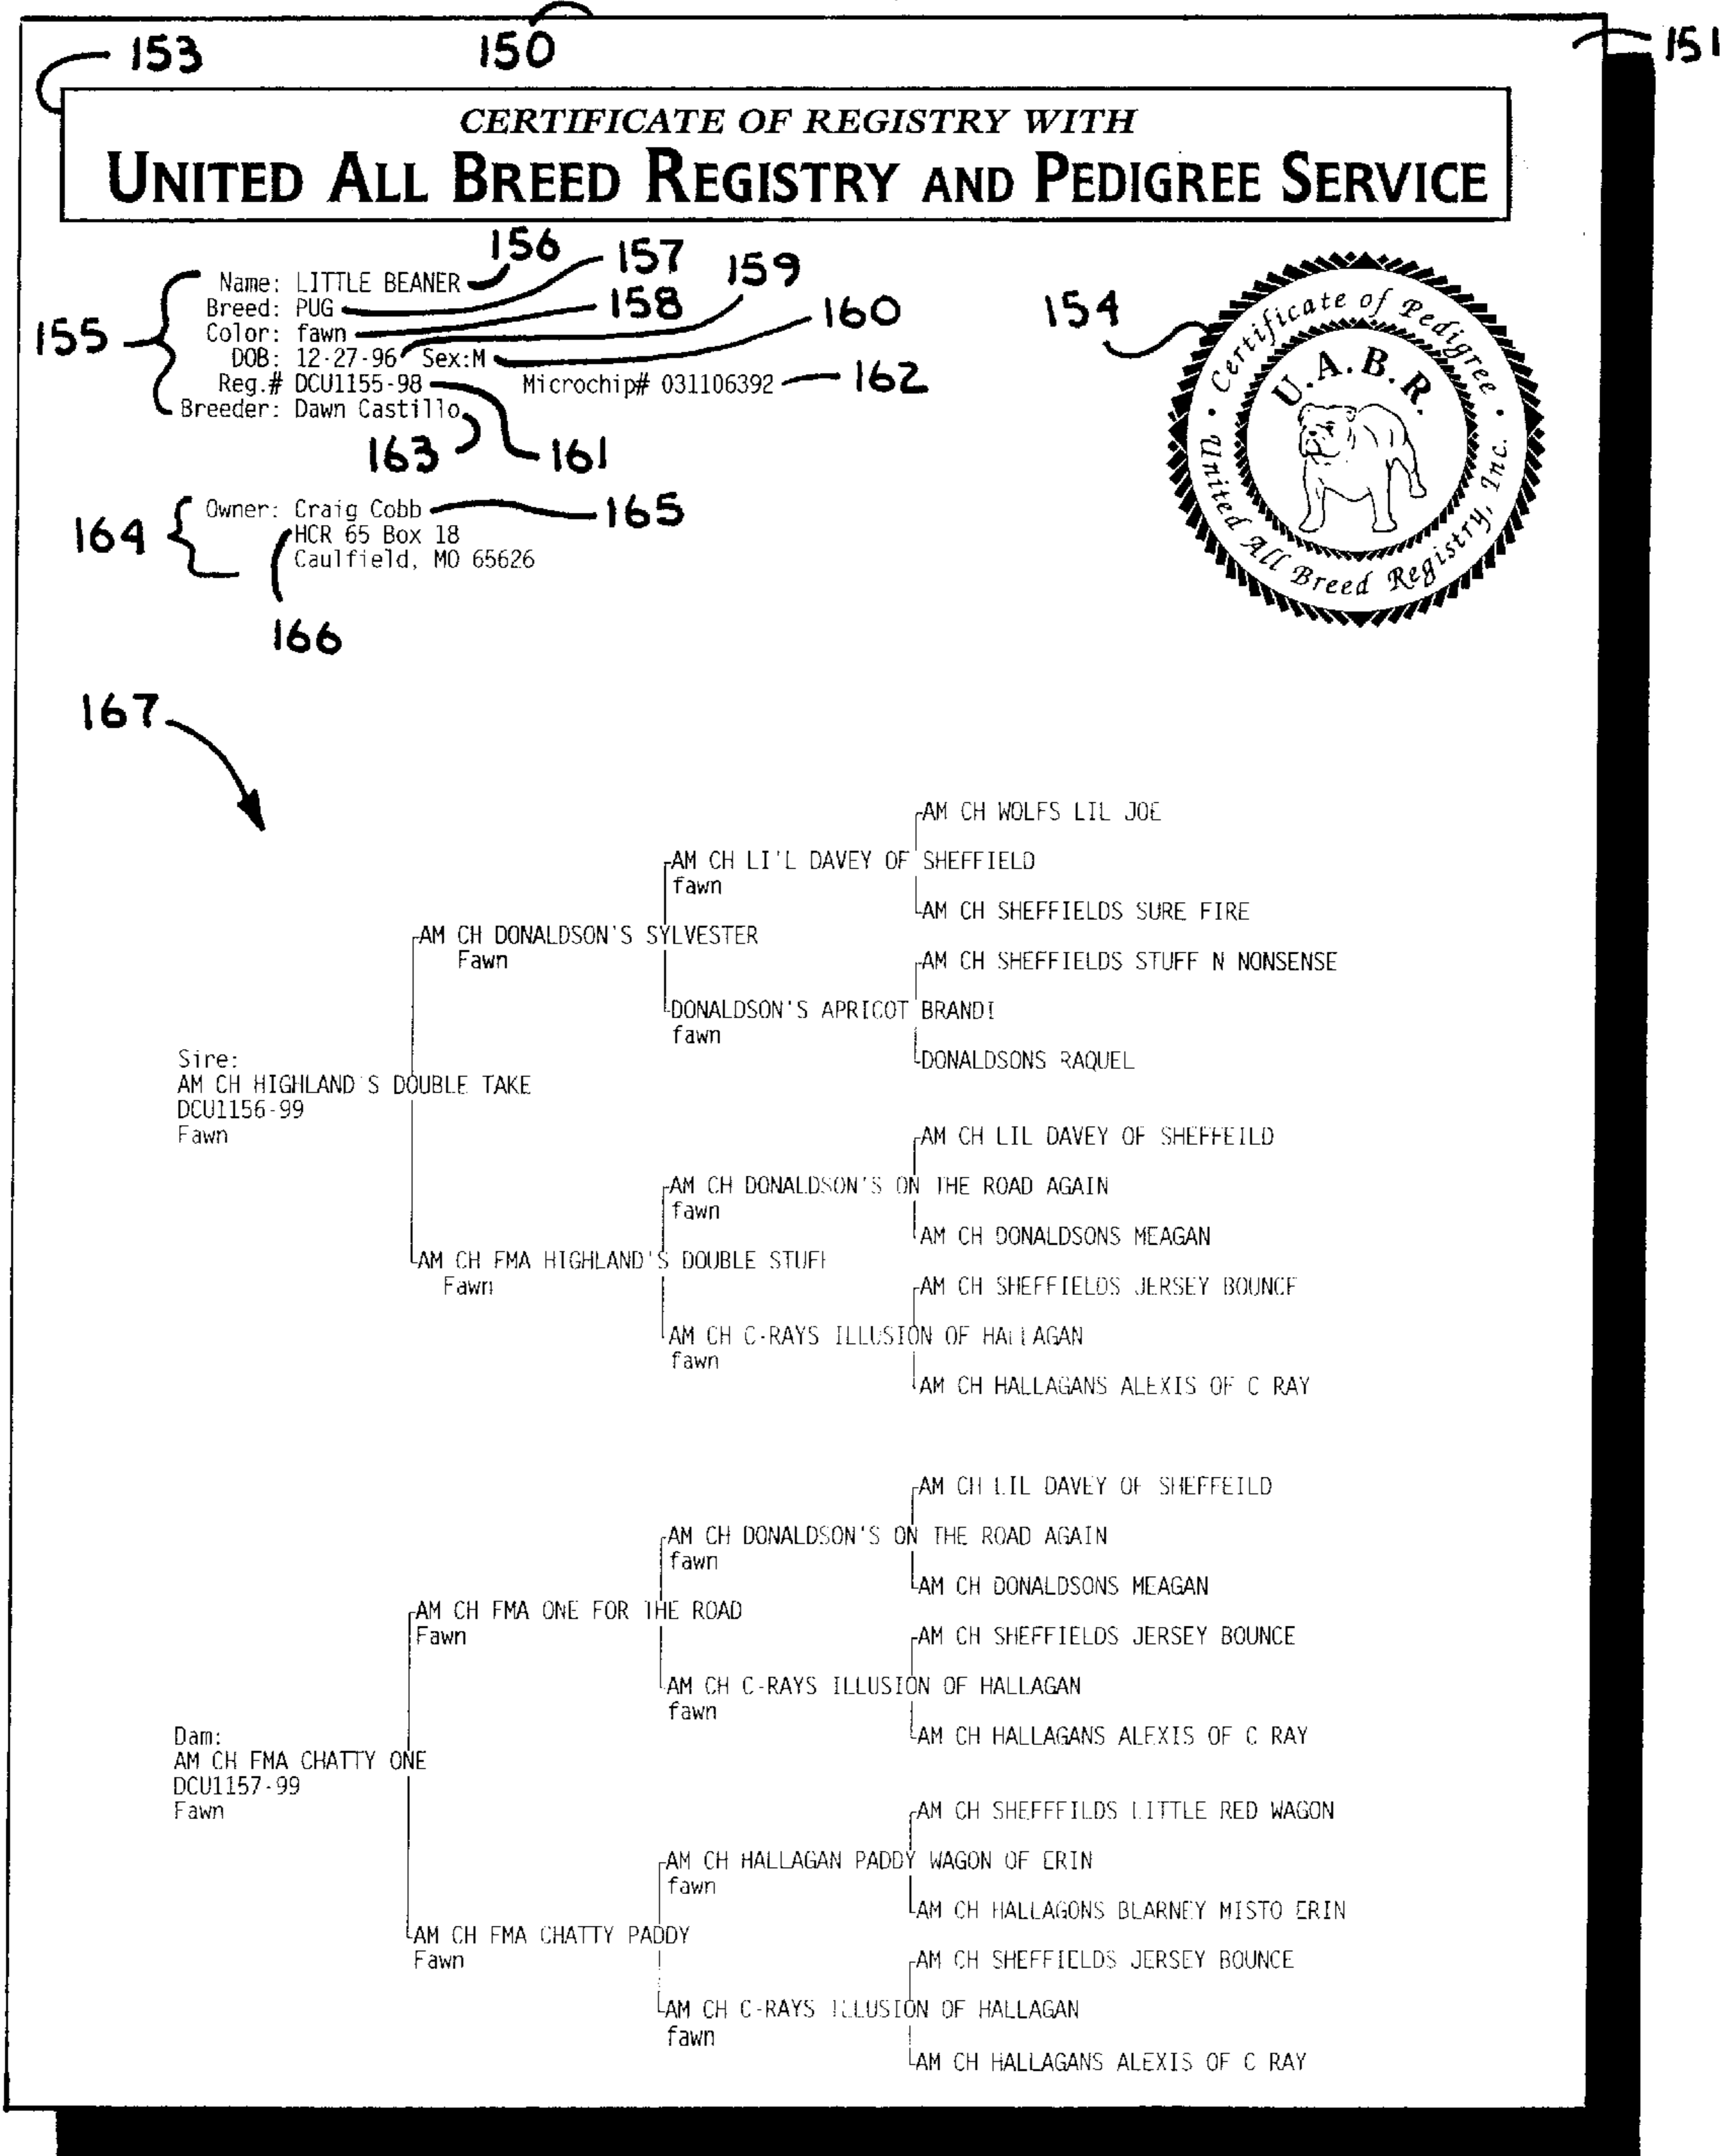 153
150
151
CERTIFICATE OF REGISTRY WITH
UNITED ALL BREED REGISTRY AND PEDIGREE SERVICE
156
157
159
Name: LITTLE BEANER
Breed: PUG
158
155
Color: fawn
160
154
DOB: 12-27-96 Sex:M
Reg.# DCU1155-98 Microchip# 031106392
162
Breeder: Dawn Castillo
163
161
Certificate of Pedigree
U.A.B.R.
United All Breed Registry, Inc.
164
Owner: Craig Cobb
165
HCR 65 Box 18
Caulfield, MO 65626
166
167
AM CH WOLFS LIL JOE
AM CH LI'L DAVEY OF SHEFFIELD
fawn
AM CH SHEFFIELDS SURE FIRE
AM CH DONALDSON'S SYLVESTER
Fawn
AM CH SHEFFIELDS STUFF N NONSENSE
DONALDSON'S APRICOT BRANDI
fawn
DONALDSONS RAQUEL
Sire:
AM CH HIGHLAND'S DOUBLE TAKE
DCU1156-99
Fawn
AM CH LIL DAVEY OF SHEFFEILD
AM CH DONALDSON'S ON THE ROAD AGAIN
fawn
AM CH DONALDSONS MEAGAN
AM CH FMA HIGHLAND'S DOUBLE STUFF
Fawn
AM CH SHEFFIELDS JERSEY BOUNCE
AM CH C-RAYS ILLUSION OF HALLAGAN
fawn
AM CH HALLAGANS ALEXIS OF C RAY
AM CH LIL DAVEY OF SHEFFEILD
AM CH DONALDSON'S ON THE ROAD AGAIN
fawn
AM CH DONALDSONS MEAGAN
AM CH FMA ONE FOR THE ROAD
Fawn
AM CH SHEFFIELDS JERSEY BOUNCE
AM CH C-RAYS ILLUSION OF HALLAGAN
fawn
AM CH HALLAGANS ALEXIS OF C RAY
Dam:
AM CH FMA CHATTY ONE
DCU1157-99
Fawn
AM CH SHEFFFILDS LITTLE RED WAGON
AM CH HALLAGAN PADDY WAGON OF ERIN
fawn
AM CH HALLAGONS BLARNEY MISTO ERIN
AM CH FMA CHATTY PADDY
Fawn
AM CH SHEFFIELDS JERSEY BOUNCE
AM CH C-RAYS ILLUSION OF HALLAGAN
fawn
AM CH HALLAGANS ALEXIS OF C RAY